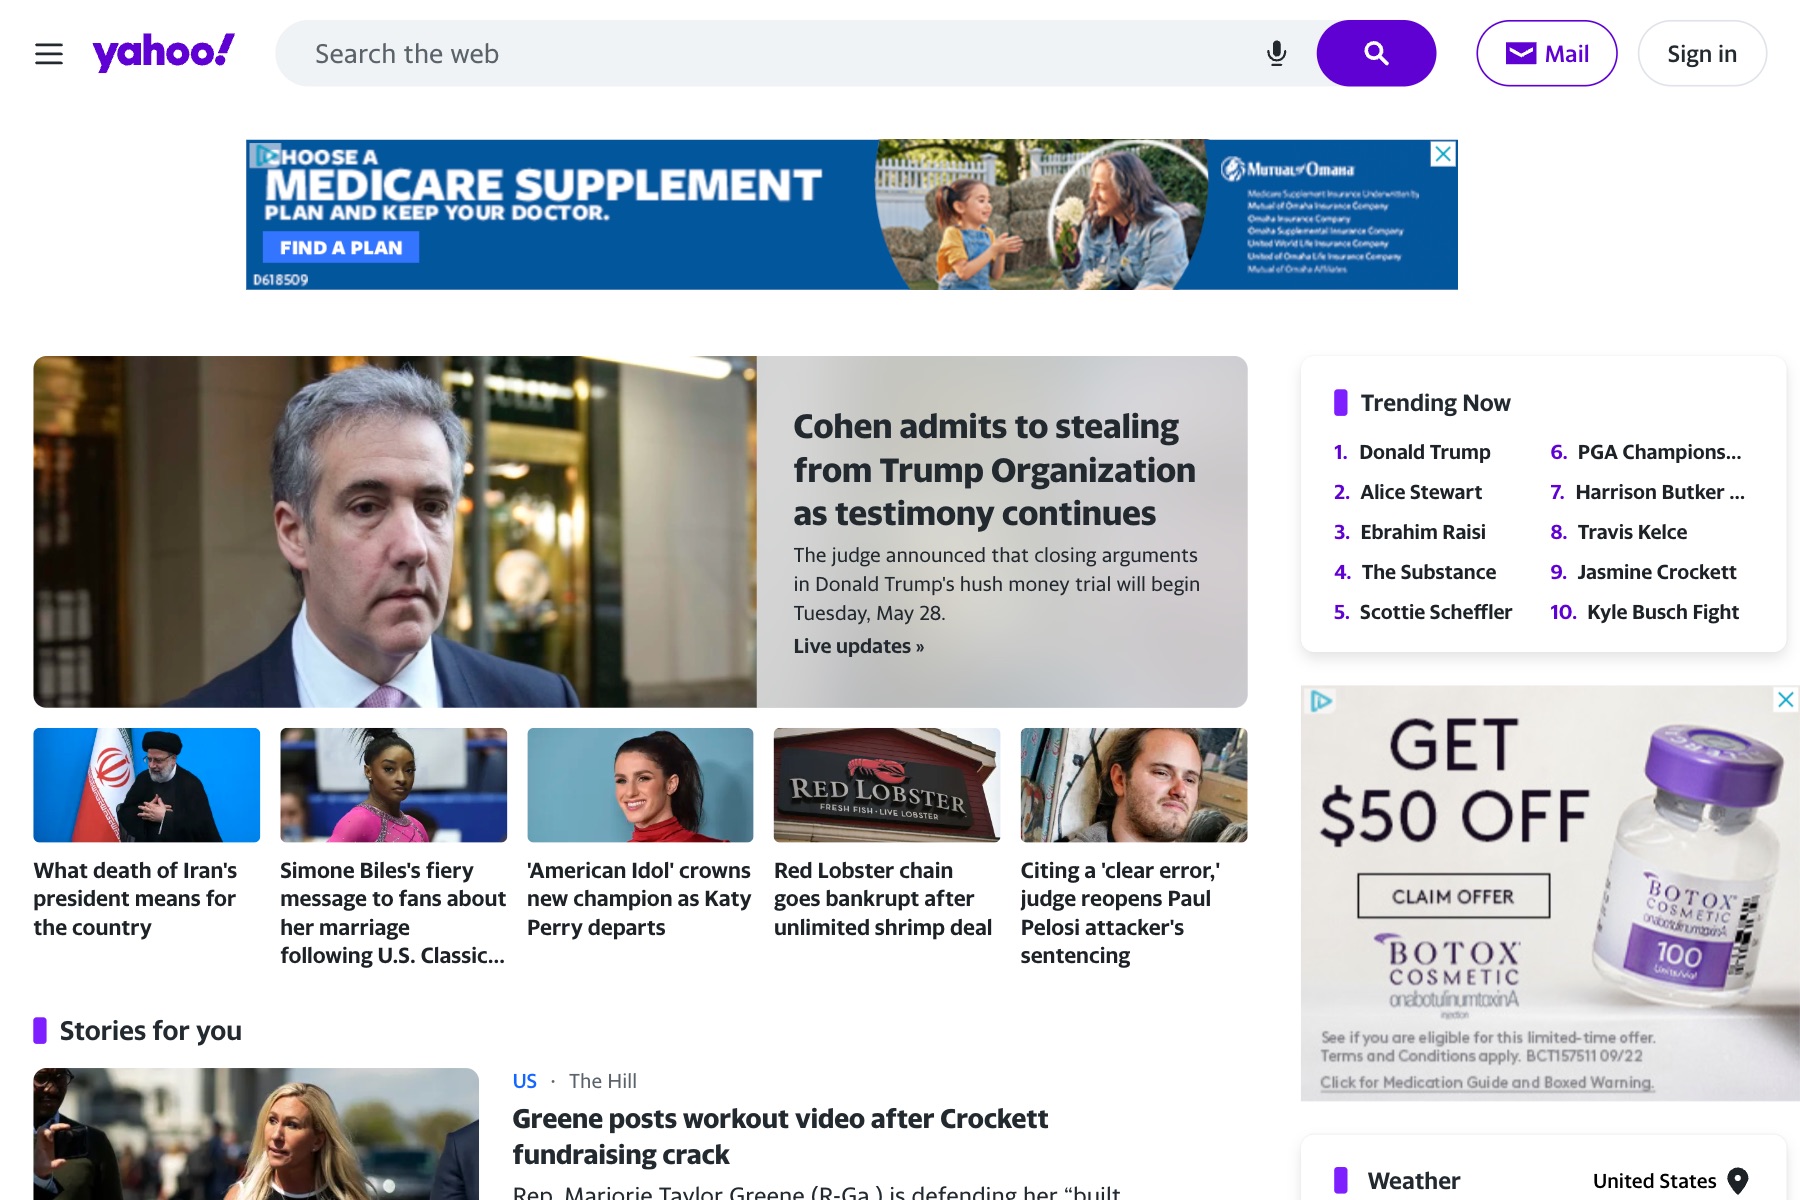 yahoo!
Search the web
Mail
Sign in
CHOOSE A
MEDICARE SUPPLEMENT
PLAN AND KEEP YOUR DOCTOR.
FIND A PLAN
D618509
Mutual of Omaha
Medicare Supplement Insurance Underwritten by
Mutual of Omaha Insurance Company
Omaha Insurance Company
Omaha Supplemental Insurance Company
United World Life Insurance Company
United of Omaha Life Insurance Company
Mutual of Omaha Affiliates
Cohen admits to stealing
from Trump Organization
as testimony continues
The judge announced that closing arguments
in Donald Trump's hush money trial will begin
Tuesday, May 28.
Live updates »
RED LOBSTER
FRESH FISH • LIVE LOBSTER
What death of Iran's
president means for
the country
Simone Biles's fiery
message to fans about
her marriage
following U.S. Classic...
'American Idol' crowns
new champion as Katy
Perry departs
Red Lobster chain
goes bankrupt after
unlimited shrimp deal
Citing a 'clear error,'
judge reopens Paul
Pelosi attacker's
sentencing
Stories for you
US · The Hill
Greene posts workout video after Crockett
fundraising crack
Rep. Marjorie Taylor Greene (R-Ga.) is defending her “built
Trending Now
1. Donald Trump
2. Alice Stewart
3. Ebrahim Raisi
4. The Substance
5. Scottie Scheffler
6. PGA Champions...
7. Harrison Butker ...
8. Travis Kelce
9. Jasmine Crockett
10. Kyle Busch Fight
GET
$50 OFF
CLAIM OFFER
BOTOX
COSMETIC
onabotulinumtoxinA
injection
BOTOX
COSMETIC
onabotulinumtoxinA
100
Units/vial
See if you are eligible for this limited-time offer.
Terms and Conditions apply. BCT157511 09/22
Click for Medication Guide and Boxed Warning.
Weather
United States